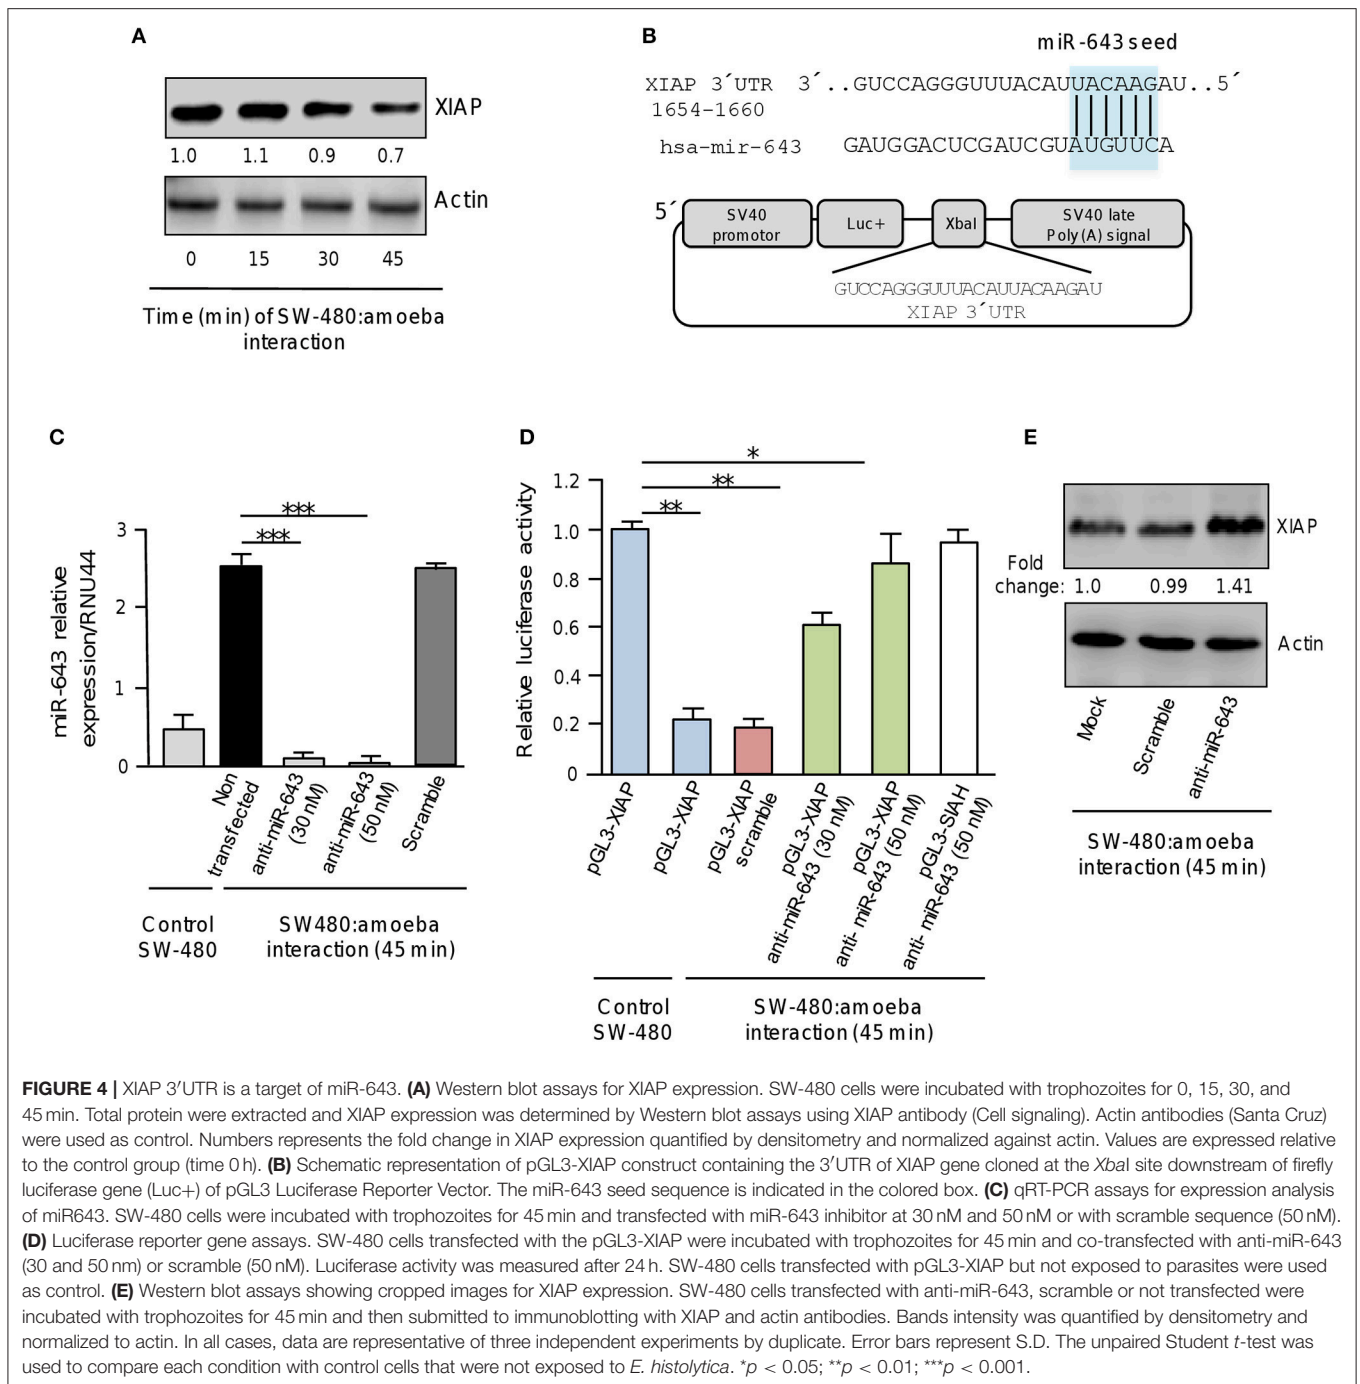 A
XIAP
1.0 1.1 0.9 0.7
Actin
0 15 30 45
Time (min) of SW-480:amoeba
interaction
B
miR-643 seed
XIAP 3´UTR 3´..GUCCAGGGUUUACAUUACAAGAU..5´
1654-1660
hsa-mir-643 GAUGGACUCGAUCGUAUGUUCA
5´
SV40
promotor
Luc+
XbaI
SV40 late
Poly(A) signal
GUCCAGGGUUUACAUUACAAGAU
XIAP 3´UTR
C
miR-643 relative
expression/RNU44
3
2
1
0
***
***
Non
transfected
anti-miR-643
(30 nM)
anti-miR-643
(50 nM)
Scramble
Control
SW-480
SW480:amoeba
interaction (45 min)
D
Relative luciferase activity
1.2
1.0
0.8
0.6
0.4
0.2
0
*
**
**
pGL3-XIAP
pGL3-XIAP
pGL3-XIAP
scramble
pGL3-XIAP
anti-miR-643 (30 nM)
pGL3-XIAP
anti- miR-643 (50 nM)
pGL3-SIAH
anti- miR-643 (50 nM)
Control
SW-480
SW-480:amoeba
interaction (45 min)
E
XIAP
Fold
change: 1.0 0.99 1.41
Actin
Mock
Scramble
anti-miR-643
SW-480:amoeba
interaction (45 min)
FIGURE 4 | XIAP 3′UTR is a target of miR-643. (A) Western blot assays for XIAP expression. SW-480 cells were incubated with trophozoites for 0, 15, 30, and
45 min. Total protein were extracted and XIAP expression was determined by Western blot assays using XIAP antibody (Cell signaling). Actin antibodies (Santa Cruz)
were used as control. Numbers represents the fold change in XIAP expression quantified by densitometry and normalized against actin. Values are expressed relative
to the control group (time 0 h). (B) Schematic representation of pGL3-XIAP construct containing the 3′UTR of XIAP gene cloned at the XbaI site downstream of firefly
luciferase gene (Luc+) of pGL3 Luciferase Reporter Vector. The miR-643 seed sequence is indicated in the colored box. (C) qRT-PCR assays for expression analysis
of miR643. SW-480 cells were incubated with trophozoites for 45 min and transfected with miR-643 inhibitor at 30 nM and 50 nM or with scramble sequence (50 nM).
(D) Luciferase reporter gene assays. SW-480 cells transfected with the pGL3-XIAP were incubated with trophozoites for 45 min and co-transfected with anti-miR-643
(30 and 50 nm) or scramble (50 nM). Luciferase activity was measured after 24 h. SW-480 cells transfected with pGL3-XIAP but not exposed to parasites were used
as control. (E) Western blot assays showing cropped images for XIAP expression. SW-480 cells transfected with anti-miR-643, scramble or not transfected were
incubated with trophozoites for 45 min and then submitted to immunoblotting with XIAP and actin antibodies. Bands intensity was quantified by densitometry and
normalized to actin. In all cases, data are representative of three independent experiments by duplicate. Error bars represent S.D. The unpaired Student t-test was
used to compare each condition with control cells that were not exposed to E. histolytica. *p < 0.05; **p < 0.01; ***p < 0.001.